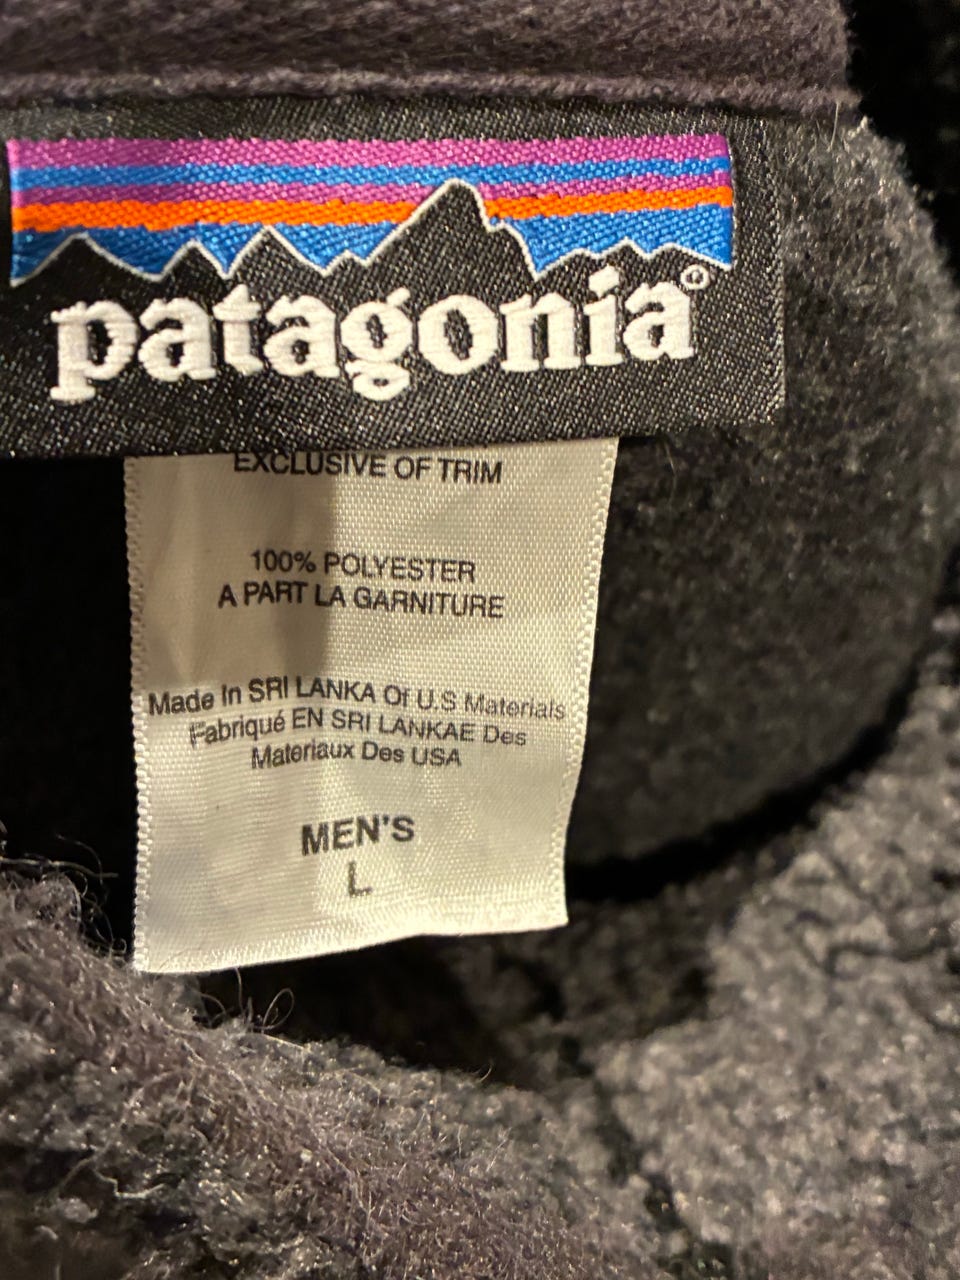 patagonia®
EXCLUSIVE OF TRIM
100% POLYESTER
A PART LA GARNITURE
Made In SRI LANKA Of U.S Materials
Fabriqué EN SRI LANKAE Des
Materiaux Des USA
MEN'S
L